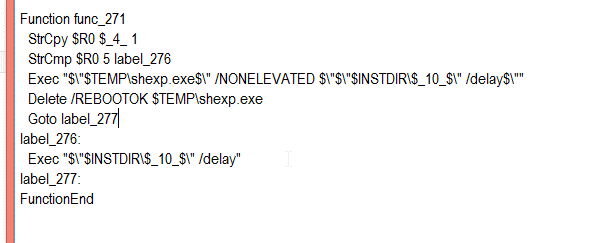 Function func_271
StrCpy $R0 $_4_ 1
StrCmp $R0 5 label_276
Exec "$\"$TEMP\shexp.exe$\" /NONELEVATED $\"$\"$INSTDIR\$_10_$\" /delay$\""
Delete /REBOOTOK $TEMP\shexp.exe
Goto label_277
label_276:
Exec "$\"$INSTDIR\$_10_$\" /delay"
label_277:
FunctionEnd